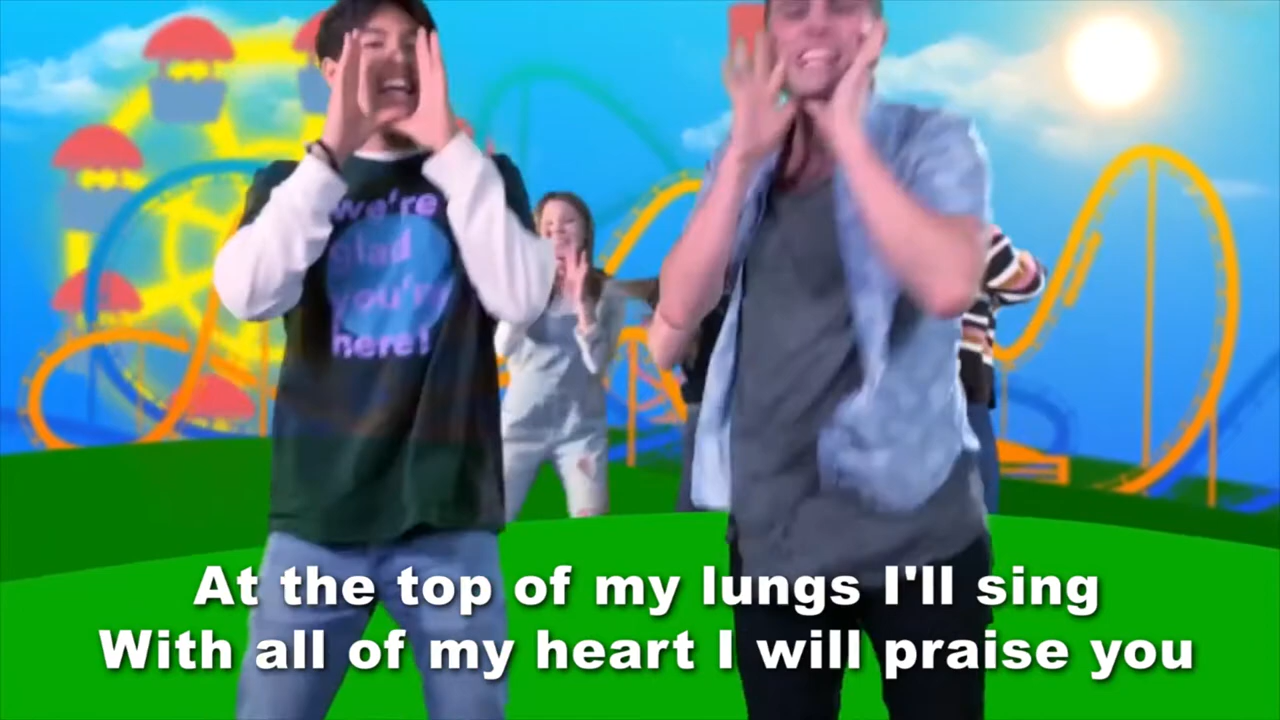 we're
glad
you're
here!
At the top of my lungs I'll sing
With all of my heart I will praise you